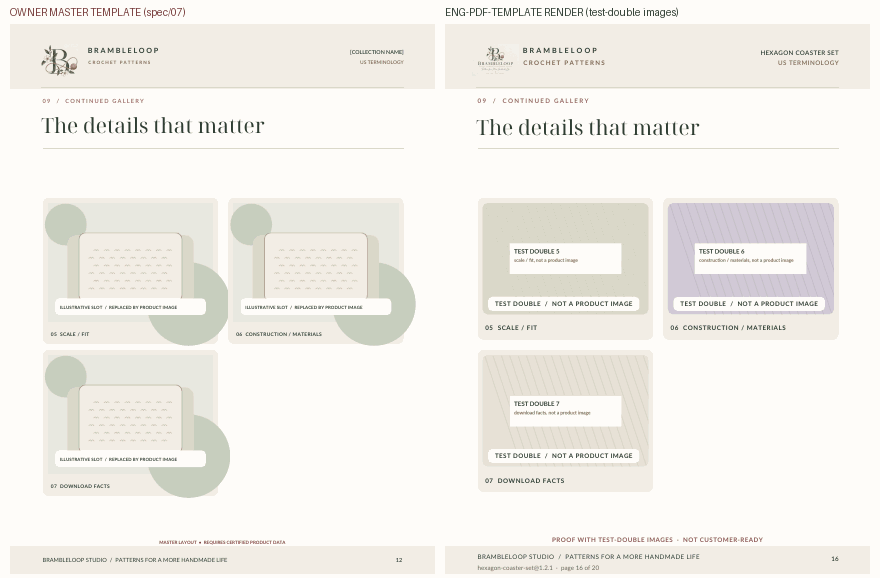 OWNER MASTER TEMPLATE (spec/07)
BRAMBLELOOP
CROCHET PATTERNS
[COLLECTION NAME]
US TERMINOLOGY
09 / CONTINUED GALLERY
The details that matter
ILLUSTRATIVE SLOT / REPLACED BY PRODUCT IMAGE
05 SCALE / FIT
ILLUSTRATIVE SLOT / REPLACED BY PRODUCT IMAGE
06 CONSTRUCTION / MATERIALS
ILLUSTRATIVE SLOT / REPLACED BY PRODUCT IMAGE
07 DOWNLOAD FACTS
MASTER LAYOUT • REQUIRES CERTIFIED PRODUCT DATA
BRAMBLELOOP STUDIO / PATTERNS FOR A MORE HANDMADE LIFE
12
ENG-PDF-TEMPLATE RENDER (test-double images)
BRAMBLELOOP
BRAMBLELOOP
CROCHET PATTERNS
HEXAGON COASTER SET
US TERMINOLOGY
09 / CONTINUED GALLERY
The details that matter
TEST DOUBLE 5
scale / fit, not a product image
TEST DOUBLE / NOT A PRODUCT IMAGE
05 SCALE / FIT
TEST DOUBLE 6
construction / materials, not a product image
TEST DOUBLE / NOT A PRODUCT IMAGE
06 CONSTRUCTION / MATERIALS
TEST DOUBLE 7
download facts, not a product image
TEST DOUBLE / NOT A PRODUCT IMAGE
07 DOWNLOAD FACTS
PROOF WITH TEST-DOUBLE IMAGES - NOT CUSTOMER-READY
BRAMBLELOOP STUDIO / PATTERNS FOR A MORE HANDMADE LIFE
16
hexagon-coaster-set@1.2.1 - page 16 of 20